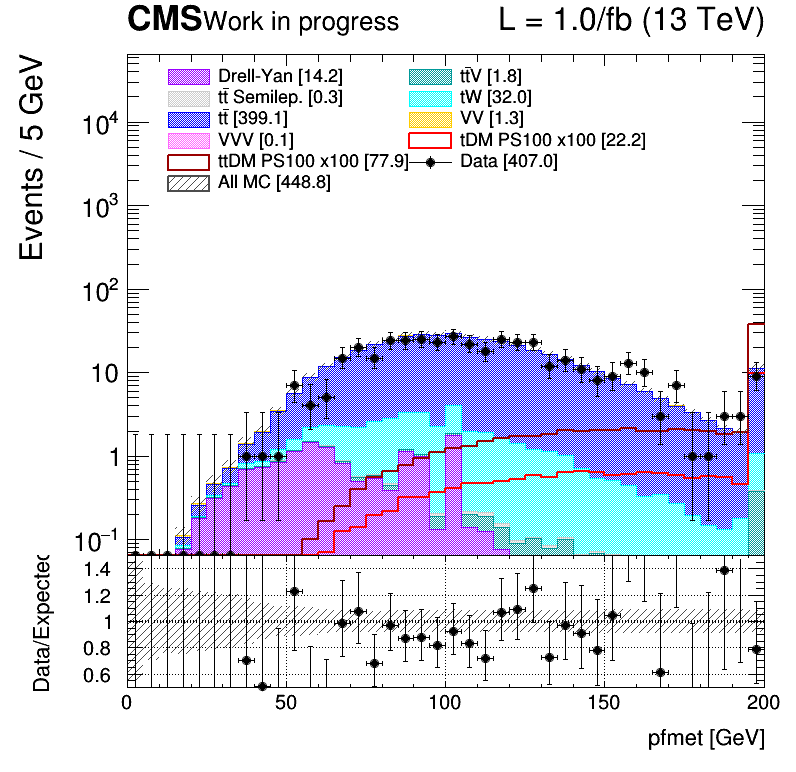 CMS Work in progress L = 1.0/fb (13 TeV)
Events / 5 GeV
Drell-Yan [14.2] tt̄V [1.8]
tt̄ Semilep. [0.3] tW [32.0]
tt̄ [399.1] VV [1.3]
VVV [0.1] tDM PS100 x100 [22.2]
ttDM PS100 x100 [77.9] Data [407.0]
All MC [448.8]
10⁴
10³
10²
10
1
10⁻¹
Data/Expected
1.4
1.2
1
0.8
0.6
0 50 100 150 200
pfmet [GeV]